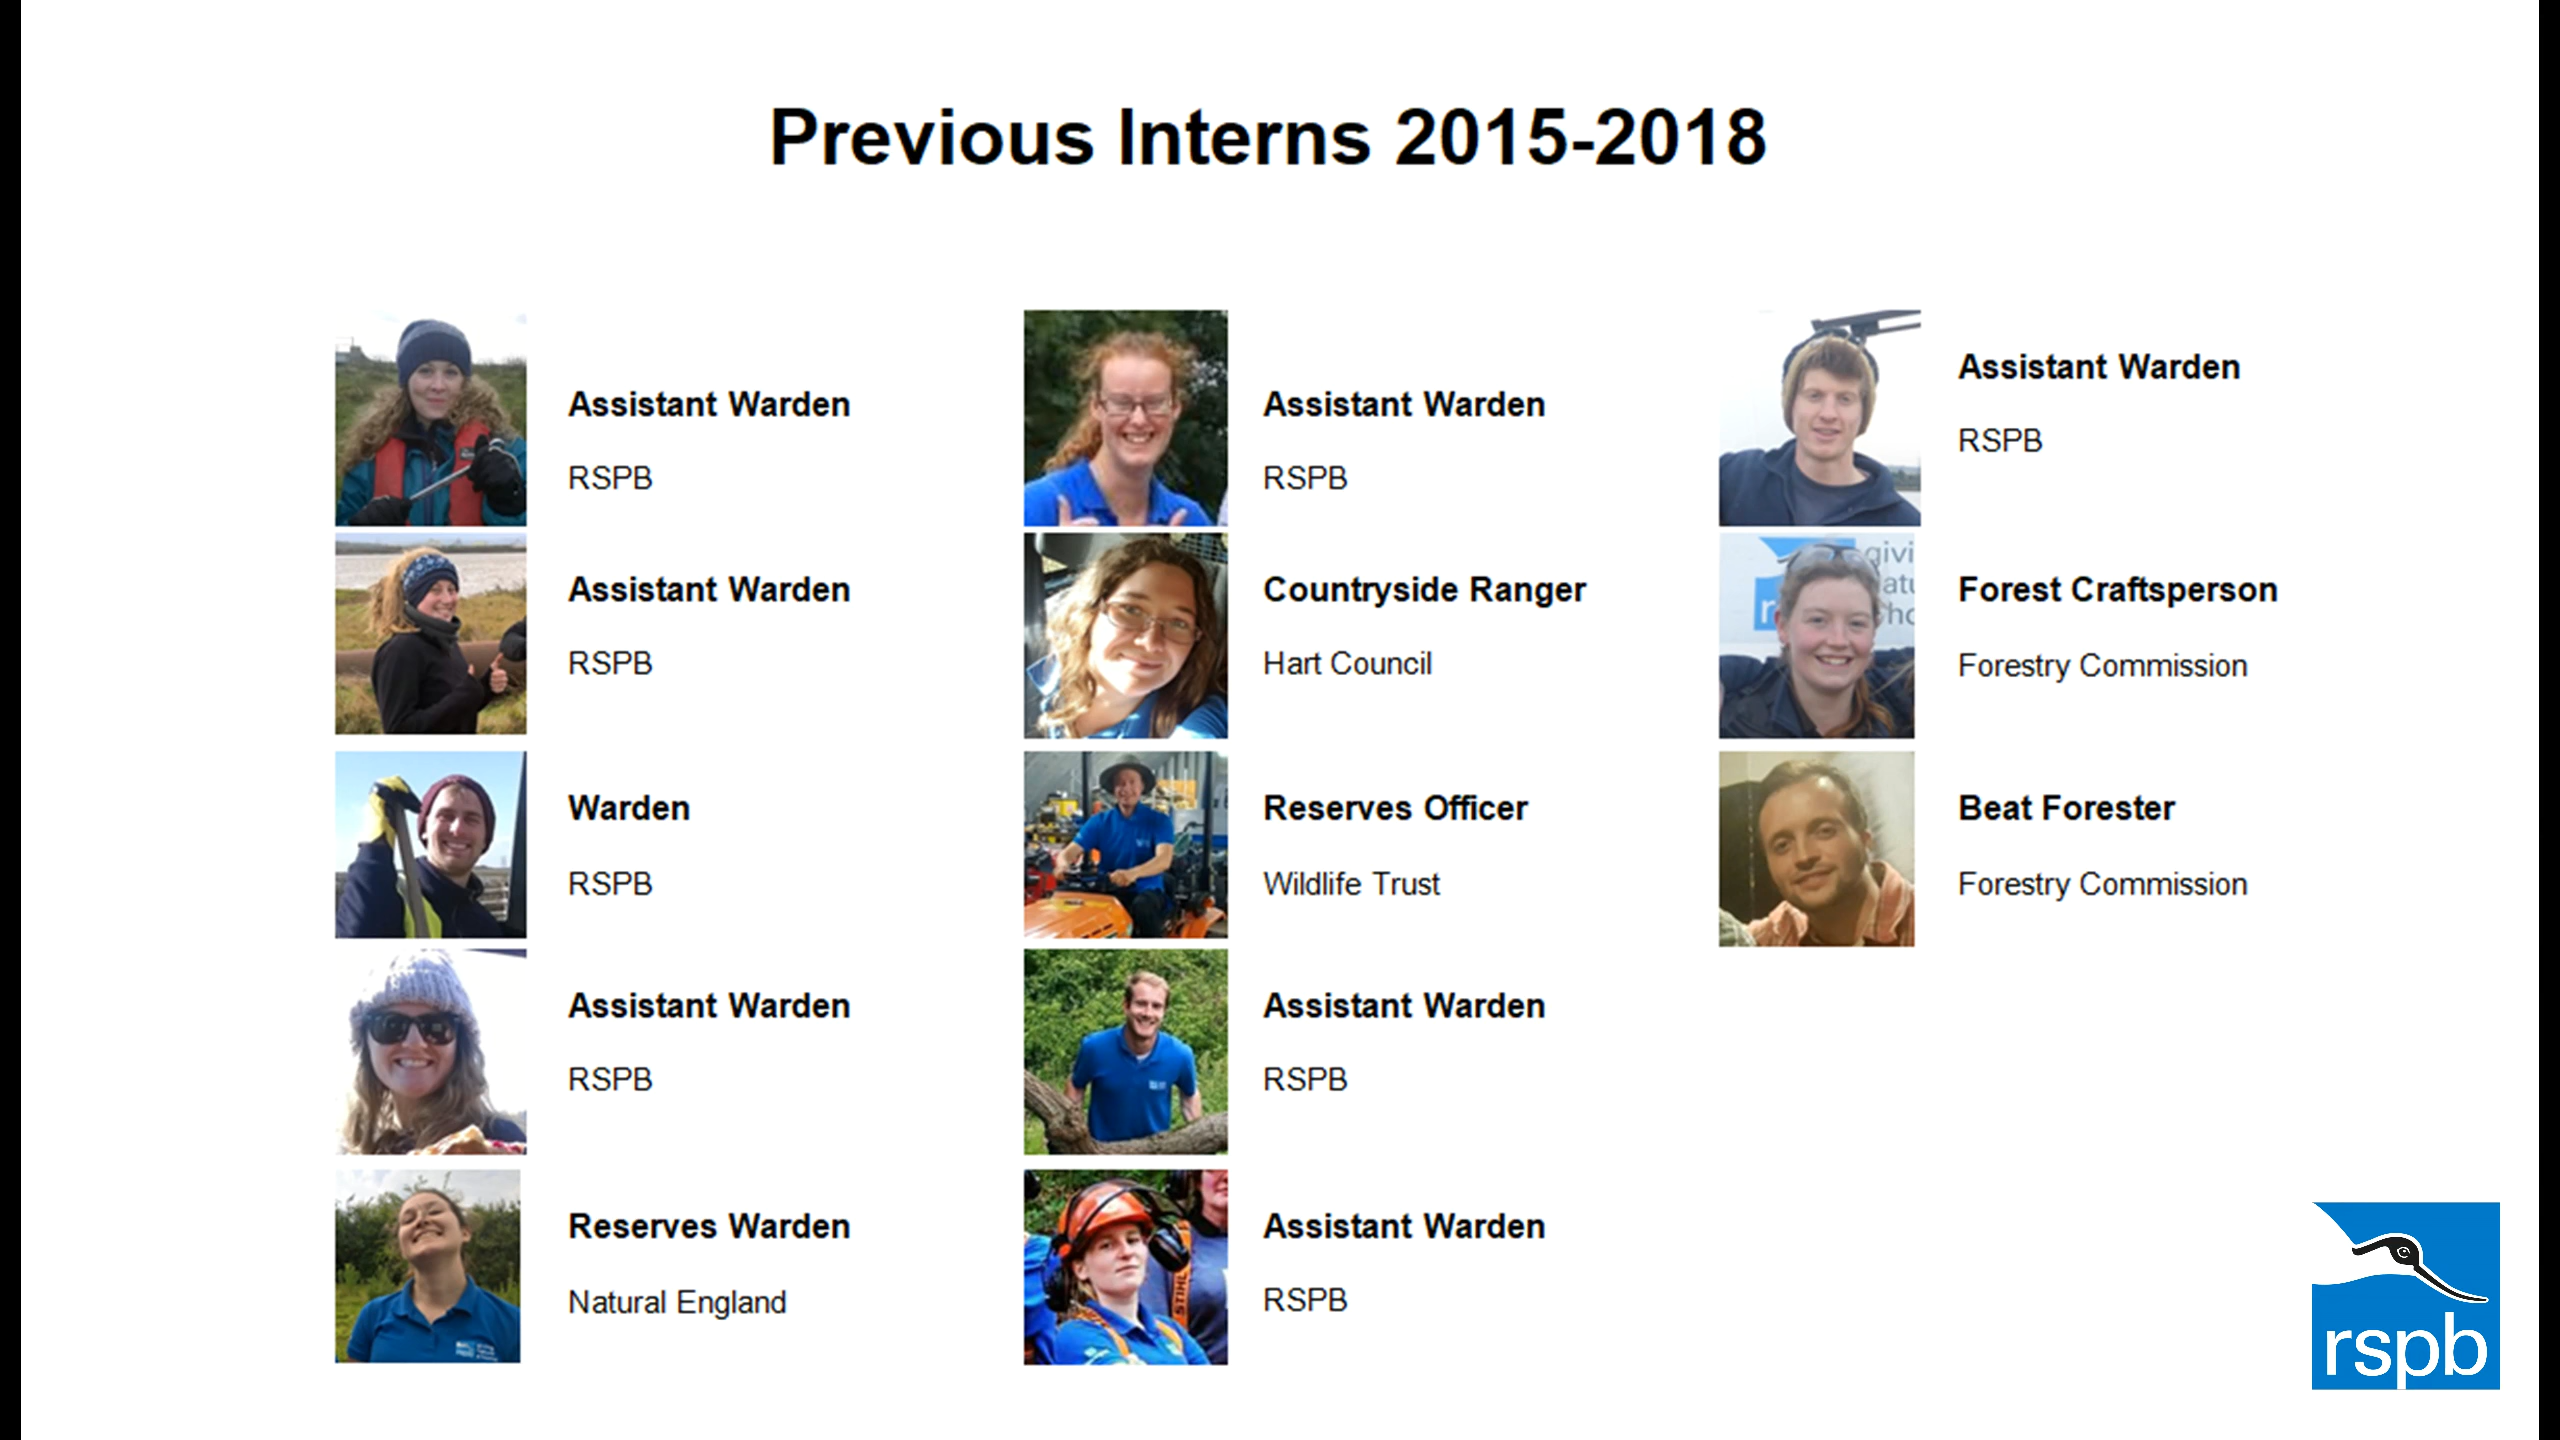 Previous Interns 2015-2018
Assistant Warden
RSPB
Assistant Warden
RSPB
Warden
RSPB
Assistant Warden
RSPB
Reserves Warden
Natural England
Assistant Warden
RSPB
Countryside Ranger
Hart Council
Reserves Officer
Wildlife Trust
Assistant Warden
RSPB
Assistant Warden
RSPB
STIHL
Assistant Warden
RSPB
Forest Craftsperson
Forestry Commission
givi
Beat Forester
Forestry Commission
rspb